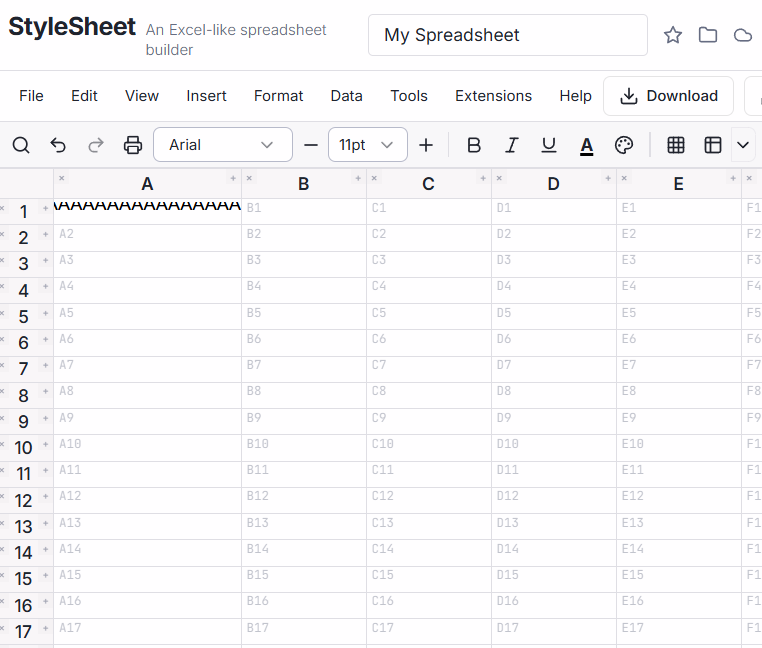 StyleSheet An Excel-like spreadsheet builder My Spreadsheet
File Edit View Insert Format Data Tools Extensions Help Download
Arial 11pt B I U A
A B C D E
1 AAAAAAAAAAAAAAA B1 C1 D1 E1 F1
2 A2 B2 C2 D2 E2 F2
3 A3 B3 C3 D3 E3 F3
4 A4 B4 C4 D4 E4 F4
5 A5 B5 C5 D5 E5 F5
6 A6 B6 C6 D6 E6 F6
7 A7 B7 C7 D7 E7 F7
8 A8 B8 C8 D8 E8 F8
9 A9 B9 C9 D9 E9 F9
10 A10 B10 C10 D10 E10 F1
11 A11 B11 C11 D11 E11 F1
12 A12 B12 C12 D12 E12 F1
13 A13 B13 C13 D13 E13 F1
14 A14 B14 C14 D14 E14 F1
15 A15 B15 C15 D15 E15 F1
16 A16 B16 C16 D16 E16 F1
17 A17 B17 C17 D17 E17 F1